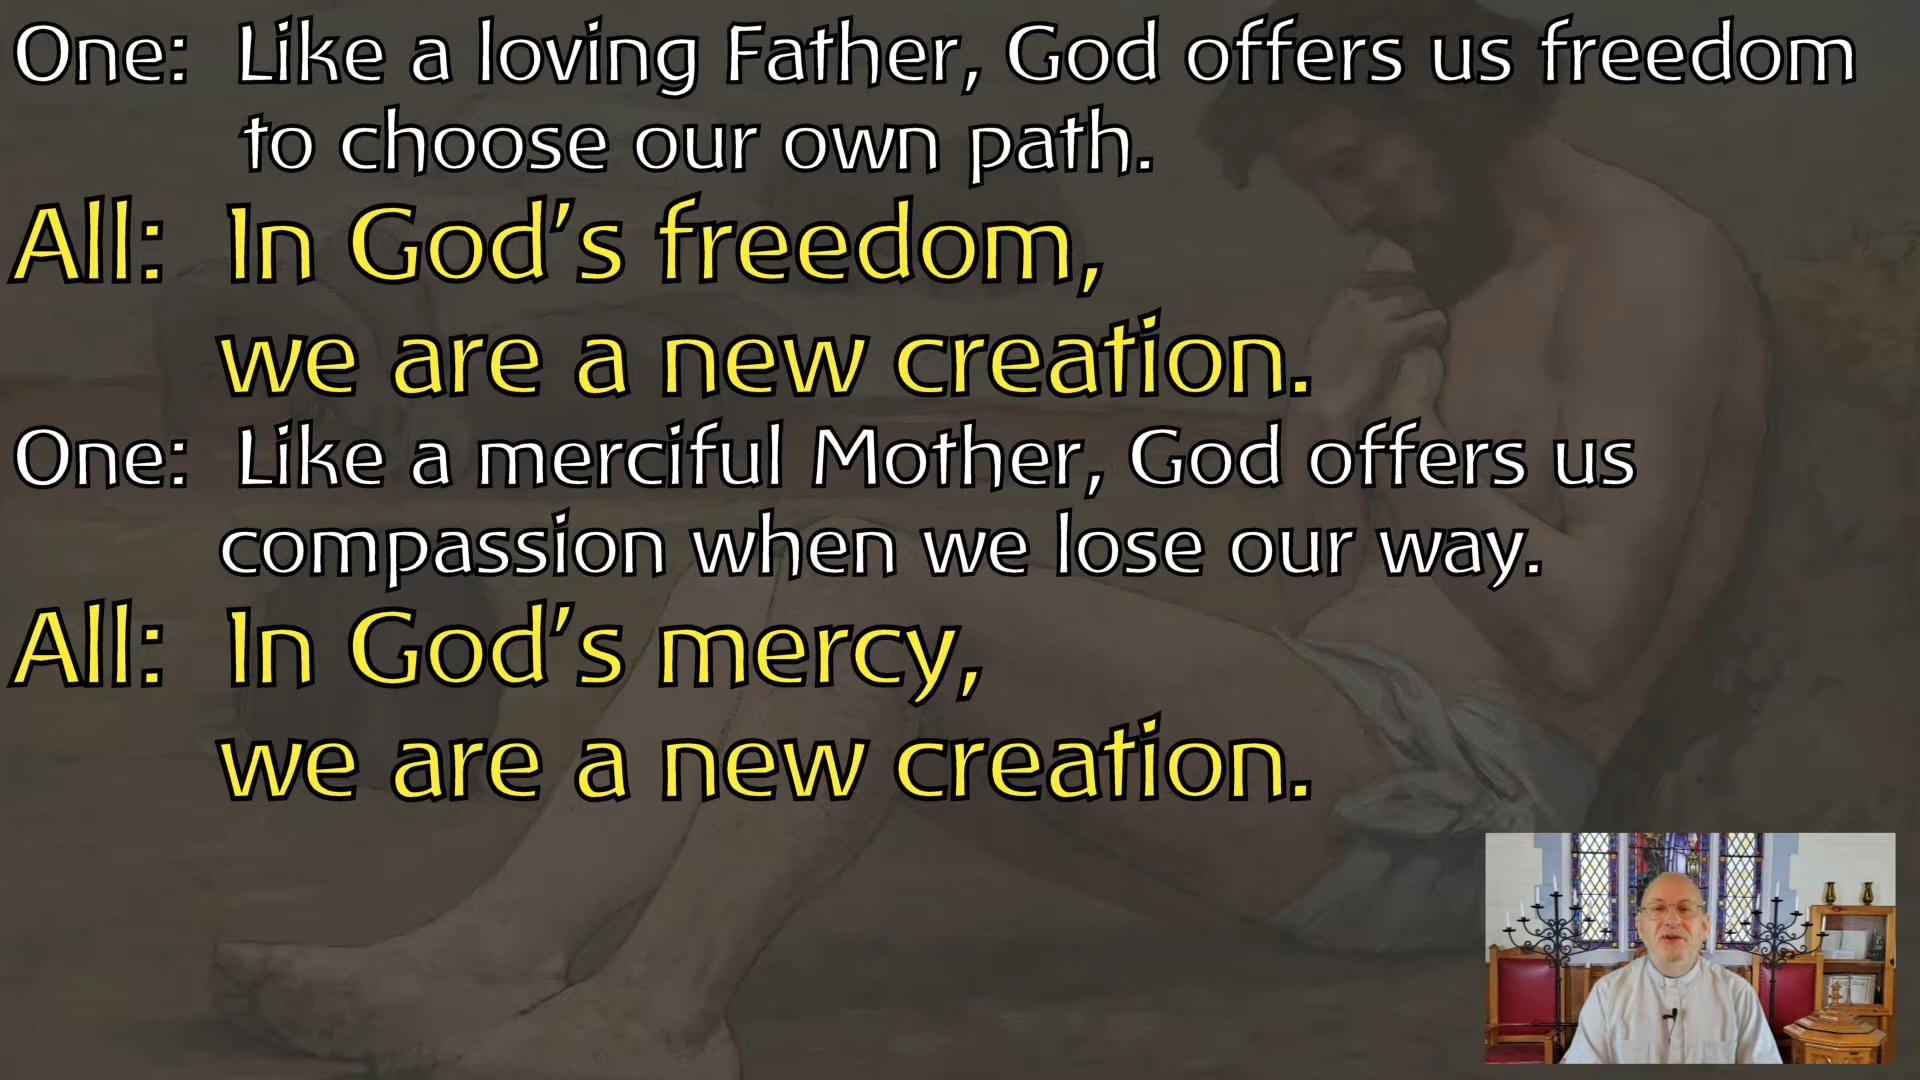 One: Like a loving Father, God offers us freedom
to choose our own path.
All: In God's freedom,
we are a new creation.
One: Like a merciful Mother, God offers us
compassion when we lose our way.
All: In God's mercy,
we are a new creation.